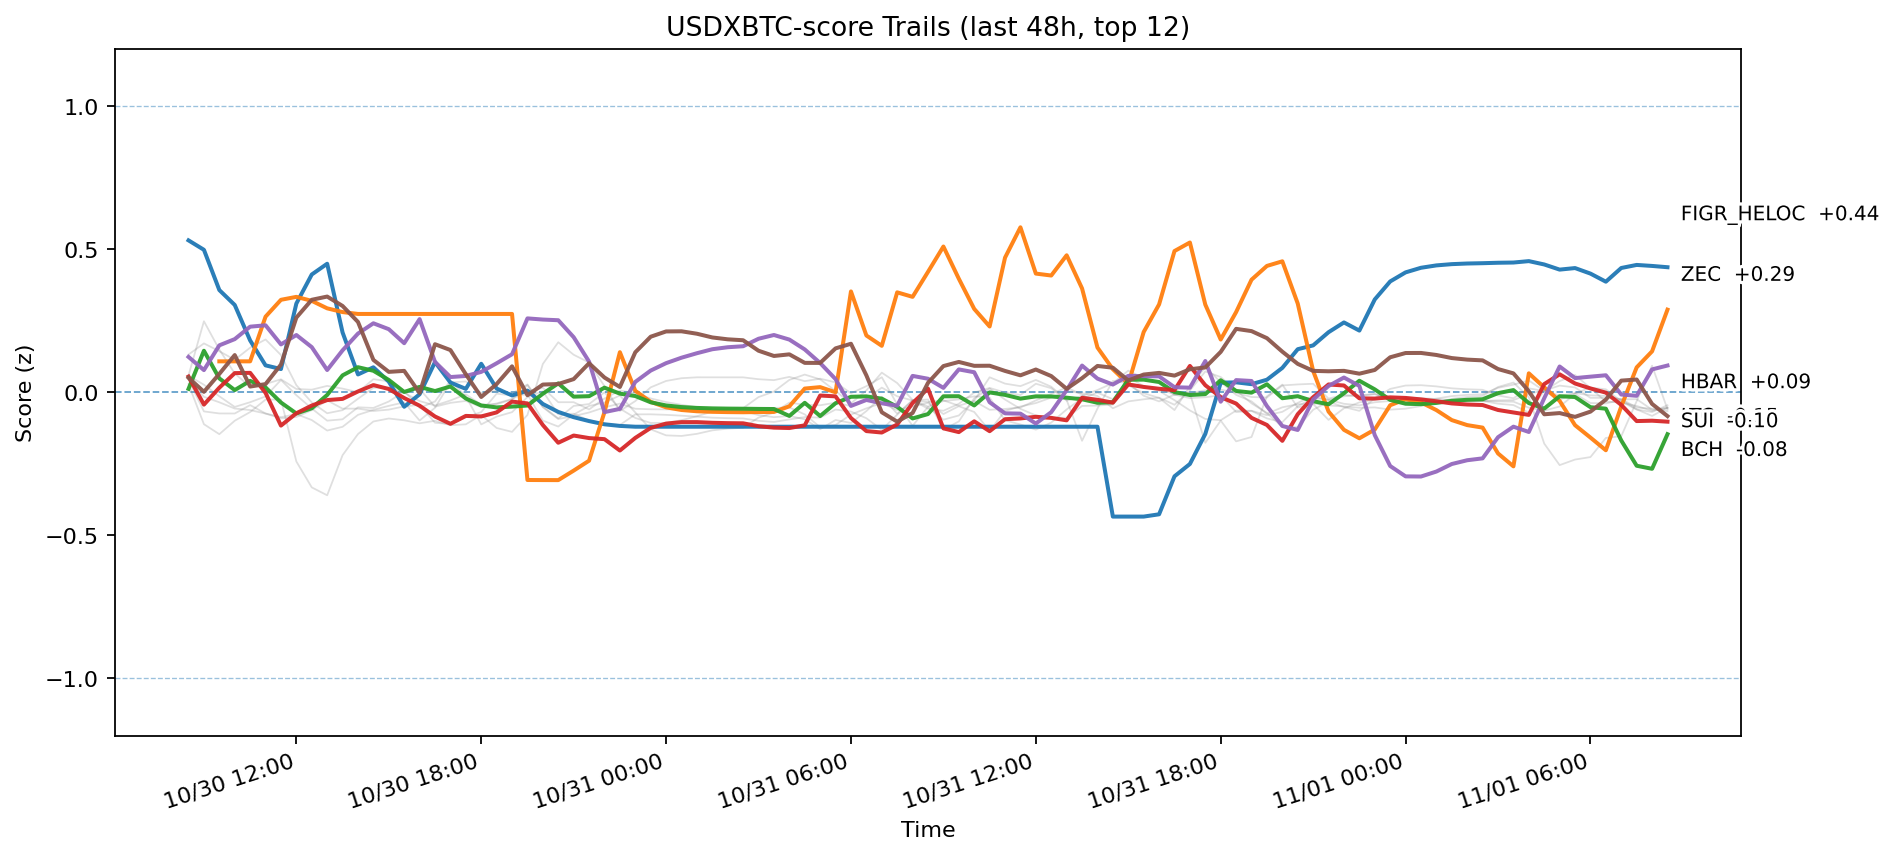 USDXBTC-score Trails (last 48h, top 12)
Score (z)
1.0
0.5
0.0
−0.5
−1.0
FIGR_HELOC +0.44
ZEC +0.29
HBAR +0.09
SUI -0.10
BCH -0.08
10/30 12:00
10/30 18:00
10/31 00:00
10/31 06:00
10/31 12:00
10/31 18:00
11/01 00:00
11/01 06:00
Time